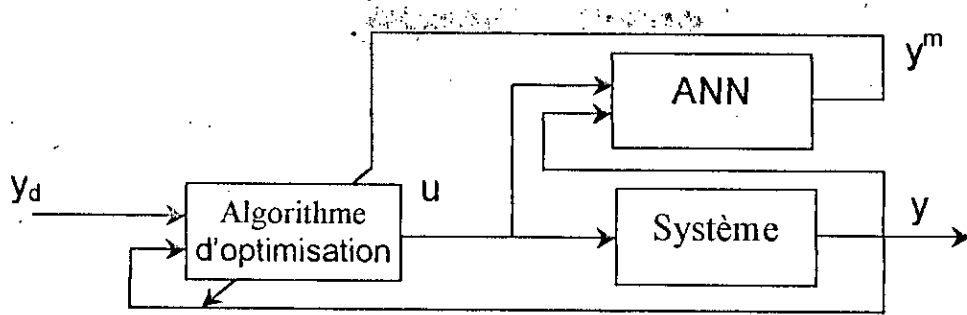 y^m
ANN
y_d
u
y
Algorithme
d'optimisation
Système